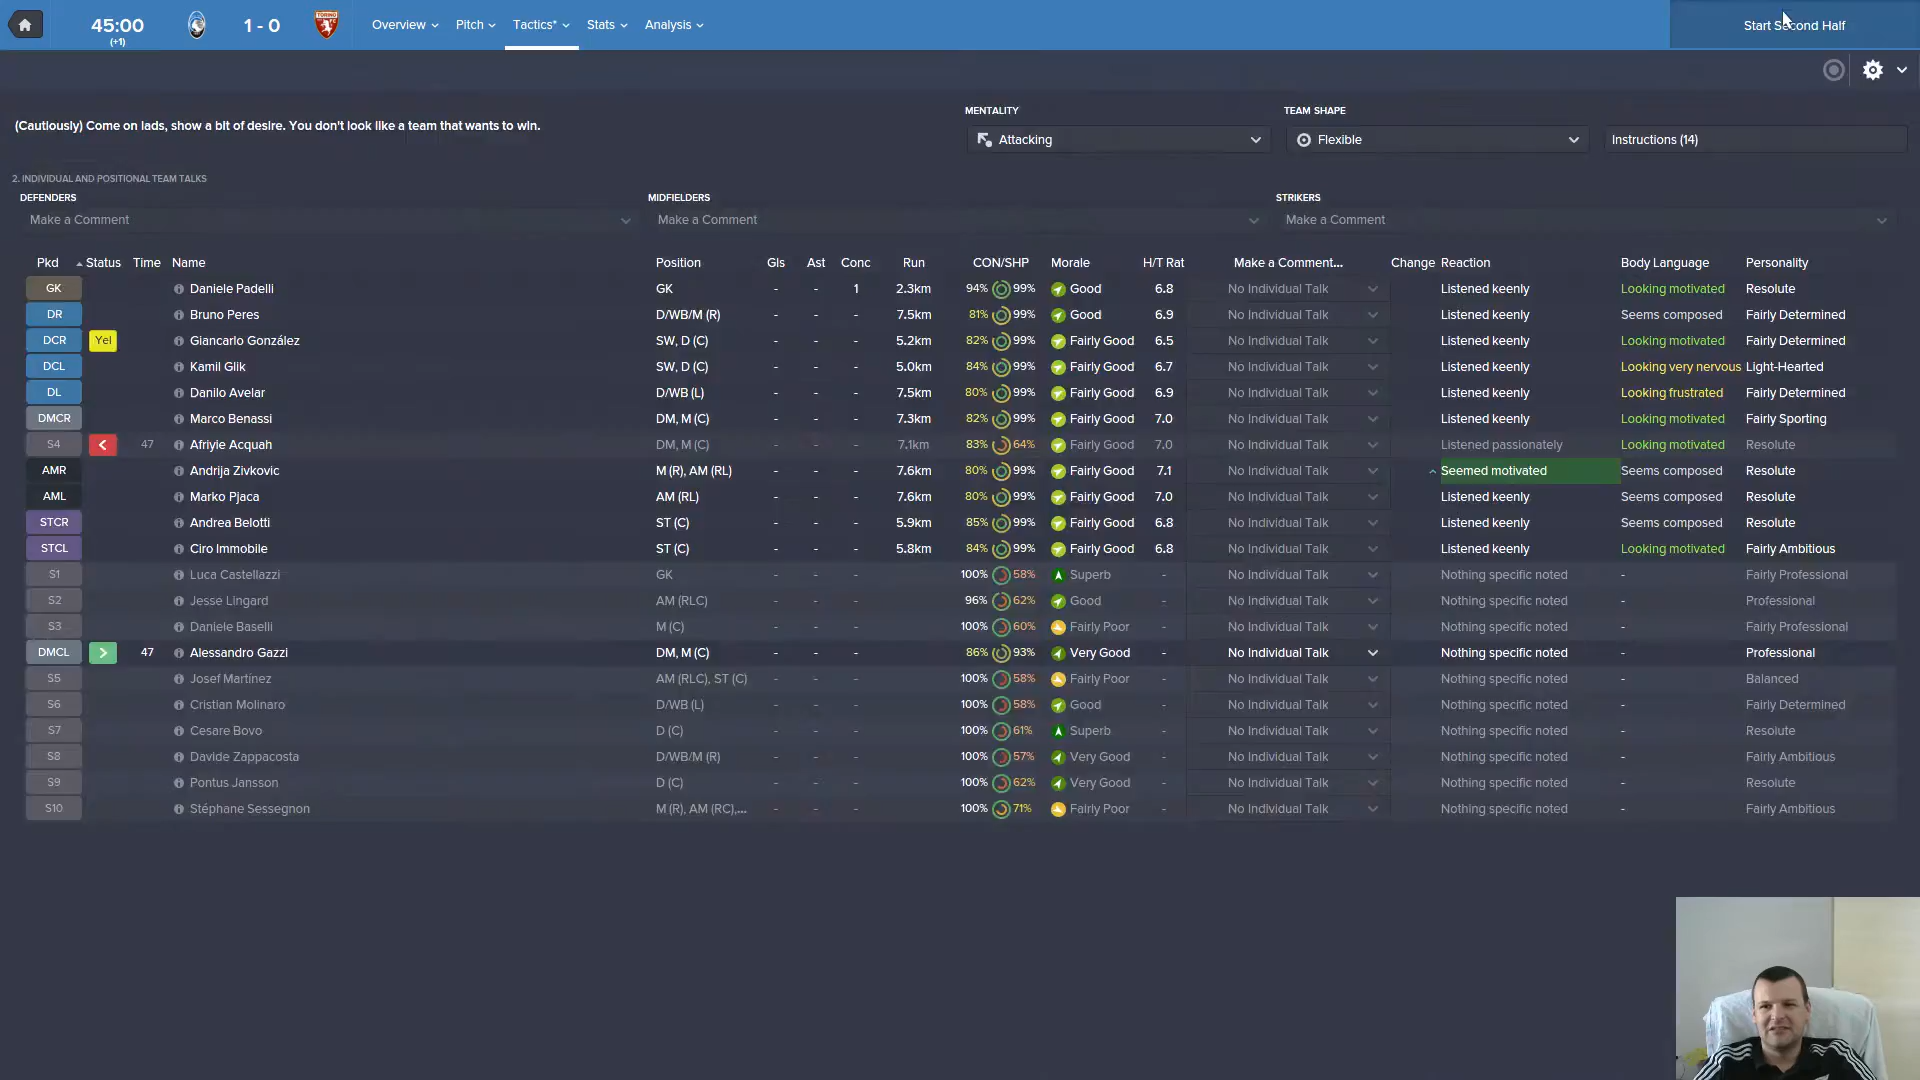 45:00
(+1)
1 - 0
TORINO
Overview
Pitch
Tactics*
Stats
Analysis
Start Second Half
(Cautiously) Come on lads, show a bit of desire. You don't look like a team that wants to win.
MENTALITY
Attacking
TEAM SHAPE
Flexible
Instructions (14)
2. INDIVIDUAL AND POSITIONAL TEAM TALKS
DEFENDERS MIDFIELDERS STRIKERS
Make a Comment Make a Comment Make a Comment
Pkd Status Time Name Position Gls Ast Conc Run CON/SHP Morale H/T Rat Make a Comment... Change Reaction Body Language Personality
GK Daniele Padelli GK - - 1 2.3km 94% 99% Good 6.8 No Individual Talk Listened keenly Looking motivated Resolute
DR Bruno Peres D/WB/M (R) - - - 7.5km 81% 99% Good 6.9 No Individual Talk Listened keenly Seems composed Fairly Determined
DCR Yel Giancarlo González SW, D (C) - - - 5.2km 82% 99% Fairly Good 6.5 No Individual Talk Listened keenly Looking motivated Fairly Determined
DCL Kamil Glik SW, D (C) - - - 5.0km 84% 99% Fairly Good 6.7 No Individual Talk Listened keenly Looking very nervous Light-Hearted
DL Danilo Avelar D/WB (L) - - - 7.5km 80% 99% Fairly Good 6.9 No Individual Talk Listened keenly Looking frustrated Fairly Determined
DMCR Marco Benassi DM, M (C) - - - 7.3km 82% 99% Fairly Good 7.0 No Individual Talk Listened keenly Looking motivated Fairly Sporting
S4 47 Afriyie Acquah DM, M (C) - - - 7.1km 83% 64% Fairly Good 7.0 No Individual Talk Listened passionately Looking motivated Resolute
AMR Andrija Zivkovic M (R), AM (RL) - - - 7.6km 80% 99% Fairly Good 7.1 No Individual Talk Seemed motivated Seems composed Resolute
AML Marko Pjaca AM (RL) - - - 7.6km 80% 99% Fairly Good 7.0 No Individual Talk Listened keenly Seems composed Resolute
STCR Andrea Belotti ST (C) - - - 5.9km 85% 99% Fairly Good 6.8 No Individual Talk Listened keenly Seems composed Resolute
STCL Ciro Immobile ST (C) - - - 5.8km 84% 99% Fairly Good 6.8 No Individual Talk Listened keenly Looking motivated Fairly Ambitious
S1 Luca Castellazzi GK - - - 100% 58% Superb - No Individual Talk Nothing specific noted - Fairly Professional
S2 Jesse Lingard AM (RLC) - - - 96% 62% Good - No Individual Talk Nothing specific noted - Professional
S3 Daniele Baselli M (C) - - - 100% 60% Fairly Poor - No Individual Talk Nothing specific noted - Fairly Professional
DMCL 47 Alessandro Gazzi DM, M (C) - - - 86% 93% Very Good - No Individual Talk Nothing specific noted - Professional
S5 Josef Martínez AM (RLC), ST (C) - - - 100% 58% Fairly Poor - No Individual Talk Nothing specific noted - Balanced
S6 Cristian Molinaro D/WB (L) - - - 100% 58% Good - No Individual Talk Nothing specific noted - Fairly Determined
S7 Cesare Bovo D (C) - - - 100% 61% Superb - No Individual Talk Nothing specific noted - Resolute
S8 Davide Zappacosta D/WB/M (R) - - - 100% 57% Very Good - No Individual Talk Nothing specific noted - Fairly Ambitious
S9 Pontus Jansson D (C) - - - 100% 62% Very Good - No Individual Talk Nothing specific noted - Resolute
S10 Stéphane Sessegnon M (R), AM (RC),... - - - 100% 71% Fairly Poor - No Individual Talk Nothing specific noted - Fairly Ambitious